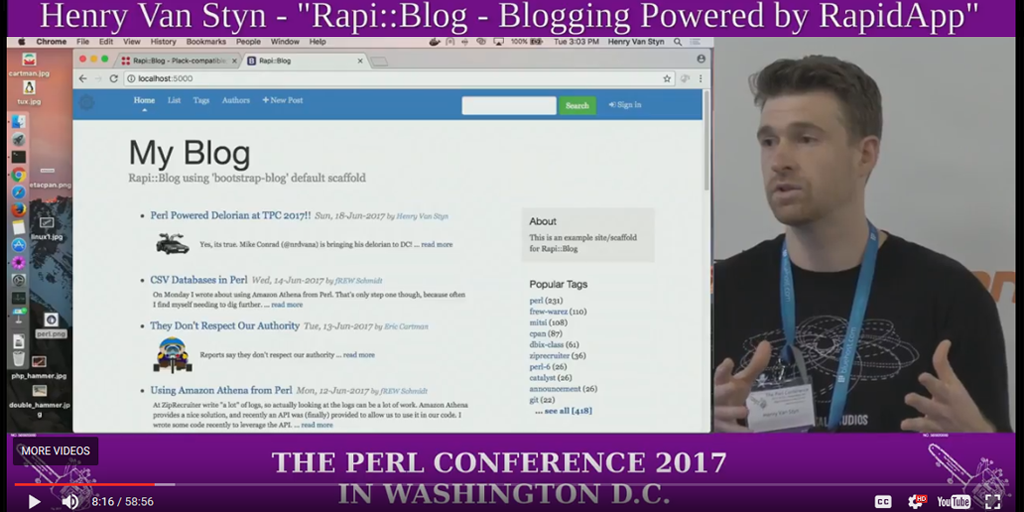 Henry Van Styn - "Rapi::Blog - Blogging Powered by RapidApp"
Chrome File Edit View History Bookmarks People Window Help 100% Tue 3:03 PM Henry Van Styn
Rapi::Blog - Plack-compatible Rapi::Blog
localhost:5000
Home List Tags Authors + New Post Search Sign in
My Blog
Rapi::Blog using 'bootstrap-blog' default scaffold
Perl Powered Delorian at TPC 2017!! Sun, 18-Jun-2017 by Henry Van Styn
Yes, its true. Mike Conrad (@nrdvana) is bringing his delorian to DC! ... read more
CSV Databases in Perl Wed, 14-Jun-2017 by fREW Schmidt
On Monday I wrote about using Amazon Athena from Perl. That's only step one though, because often
I find myself needing to dig further. ... read more
They Don't Respect Our Authority Tue, 13-Jun-2017 by Eric Cartman
Reports say they don't respect our authority ... read more
Using Amazon Athena from Perl Mon, 12-Jun-2017 by fREW Schmidt
At ZipRecruiter we write "a lot" of logs, so actually looking at the logs can be a lot of work. Amazon Athena
provides a nice solution, and recently an API was (finally) provided to allow us to use it in our code. I
wrote some code recently to leverage the API. ... read more
About
This is an example site/scaffold
for Rapi::Blog
Popular Tags
perl (231)
frew-warez (110)
mitsi (108)
cpan (87)
dbix-class (61)
ziprecruiter (36)
perl-6 (26)
catalyst (26)
announcement (26)
git (22)
... see all [418]
cartman.jpg
tux.jpg
etacpan.png
linux1.jpg
perl.png
php_hammer.jpg
double_hammer.jp
g
Henry Van Styn
STUDIOS
MORE VIDEOS
THE PERL CONFERENCE 2017
IN WASHINGTON D.C.
8:16 / 58:56
CC HD YouTube